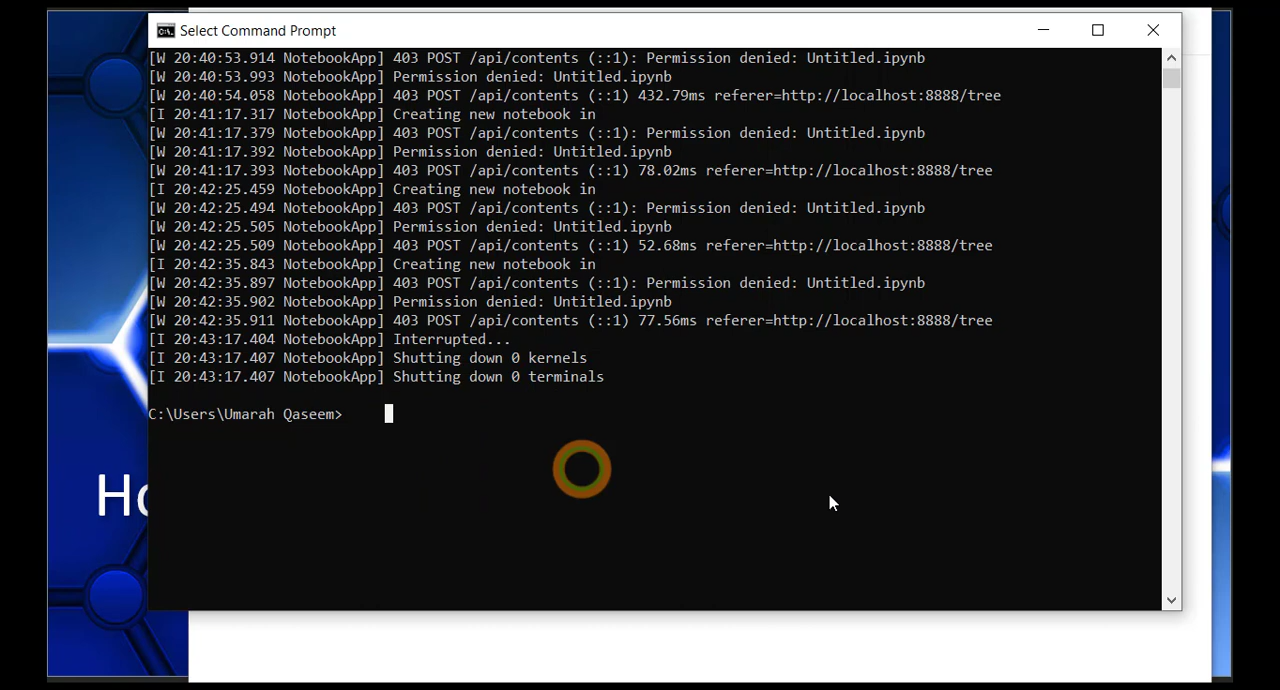 Select Command Prompt
[W 20:40:53.914 NotebookApp] 403 POST /api/contents (::1): Permission denied: Untitled.ipynb
[W 20:40:53.993 NotebookApp] Permission denied: Untitled.ipynb
[W 20:40:54.058 NotebookApp] 403 POST /api/contents (::1) 432.79ms referer=http://localhost:8888/tree
[I 20:41:17.317 NotebookApp] Creating new notebook in
[W 20:41:17.379 NotebookApp] 403 POST /api/contents (::1): Permission denied: Untitled.ipynb
[W 20:41:17.392 NotebookApp] Permission denied: Untitled.ipynb
[W 20:41:17.393 NotebookApp] 403 POST /api/contents (::1) 78.02ms referer=http://localhost:8888/tree
[I 20:42:25.459 NotebookApp] Creating new notebook in
[W 20:42:25.494 NotebookApp] 403 POST /api/contents (::1): Permission denied: Untitled.ipynb
[W 20:42:25.505 NotebookApp] Permission denied: Untitled.ipynb
[W 20:42:25.509 NotebookApp] 403 POST /api/contents (::1) 52.68ms referer=http://localhost:8888/tree
[I 20:42:35.843 NotebookApp] Creating new notebook in
[W 20:42:35.897 NotebookApp] 403 POST /api/contents (::1): Permission denied: Untitled.ipynb
[W 20:42:35.902 NotebookApp] Permission denied: Untitled.ipynb
[W 20:42:35.911 NotebookApp] 403 POST /api/contents (::1) 77.56ms referer=http://localhost:8888/tree
[I 20:43:17.404 NotebookApp] Interrupted...
[I 20:43:17.407 NotebookApp] Shutting down 0 kernels
[I 20:43:17.407 NotebookApp] Shutting down 0 terminals
C:\Users\Umarah Qaseem>